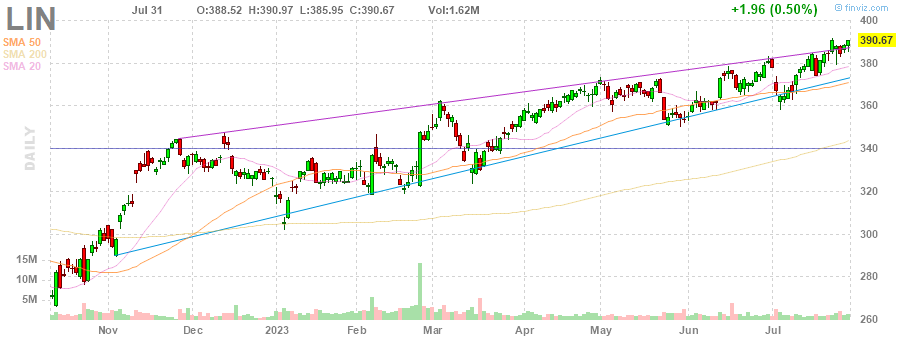 LIN
Jul 31 O:388.52 H:390.97 L:385.95 C:390.67 Vol:1.62M +1.96 (0.50%)
© finviz.com
SMA 50
SMA 200
SMA 20
DAILY
400
390.67
380
360
340
320
300
280
260
15M
10M
5M
Nov Dec 2023 Feb Mar Apr May Jun Jul